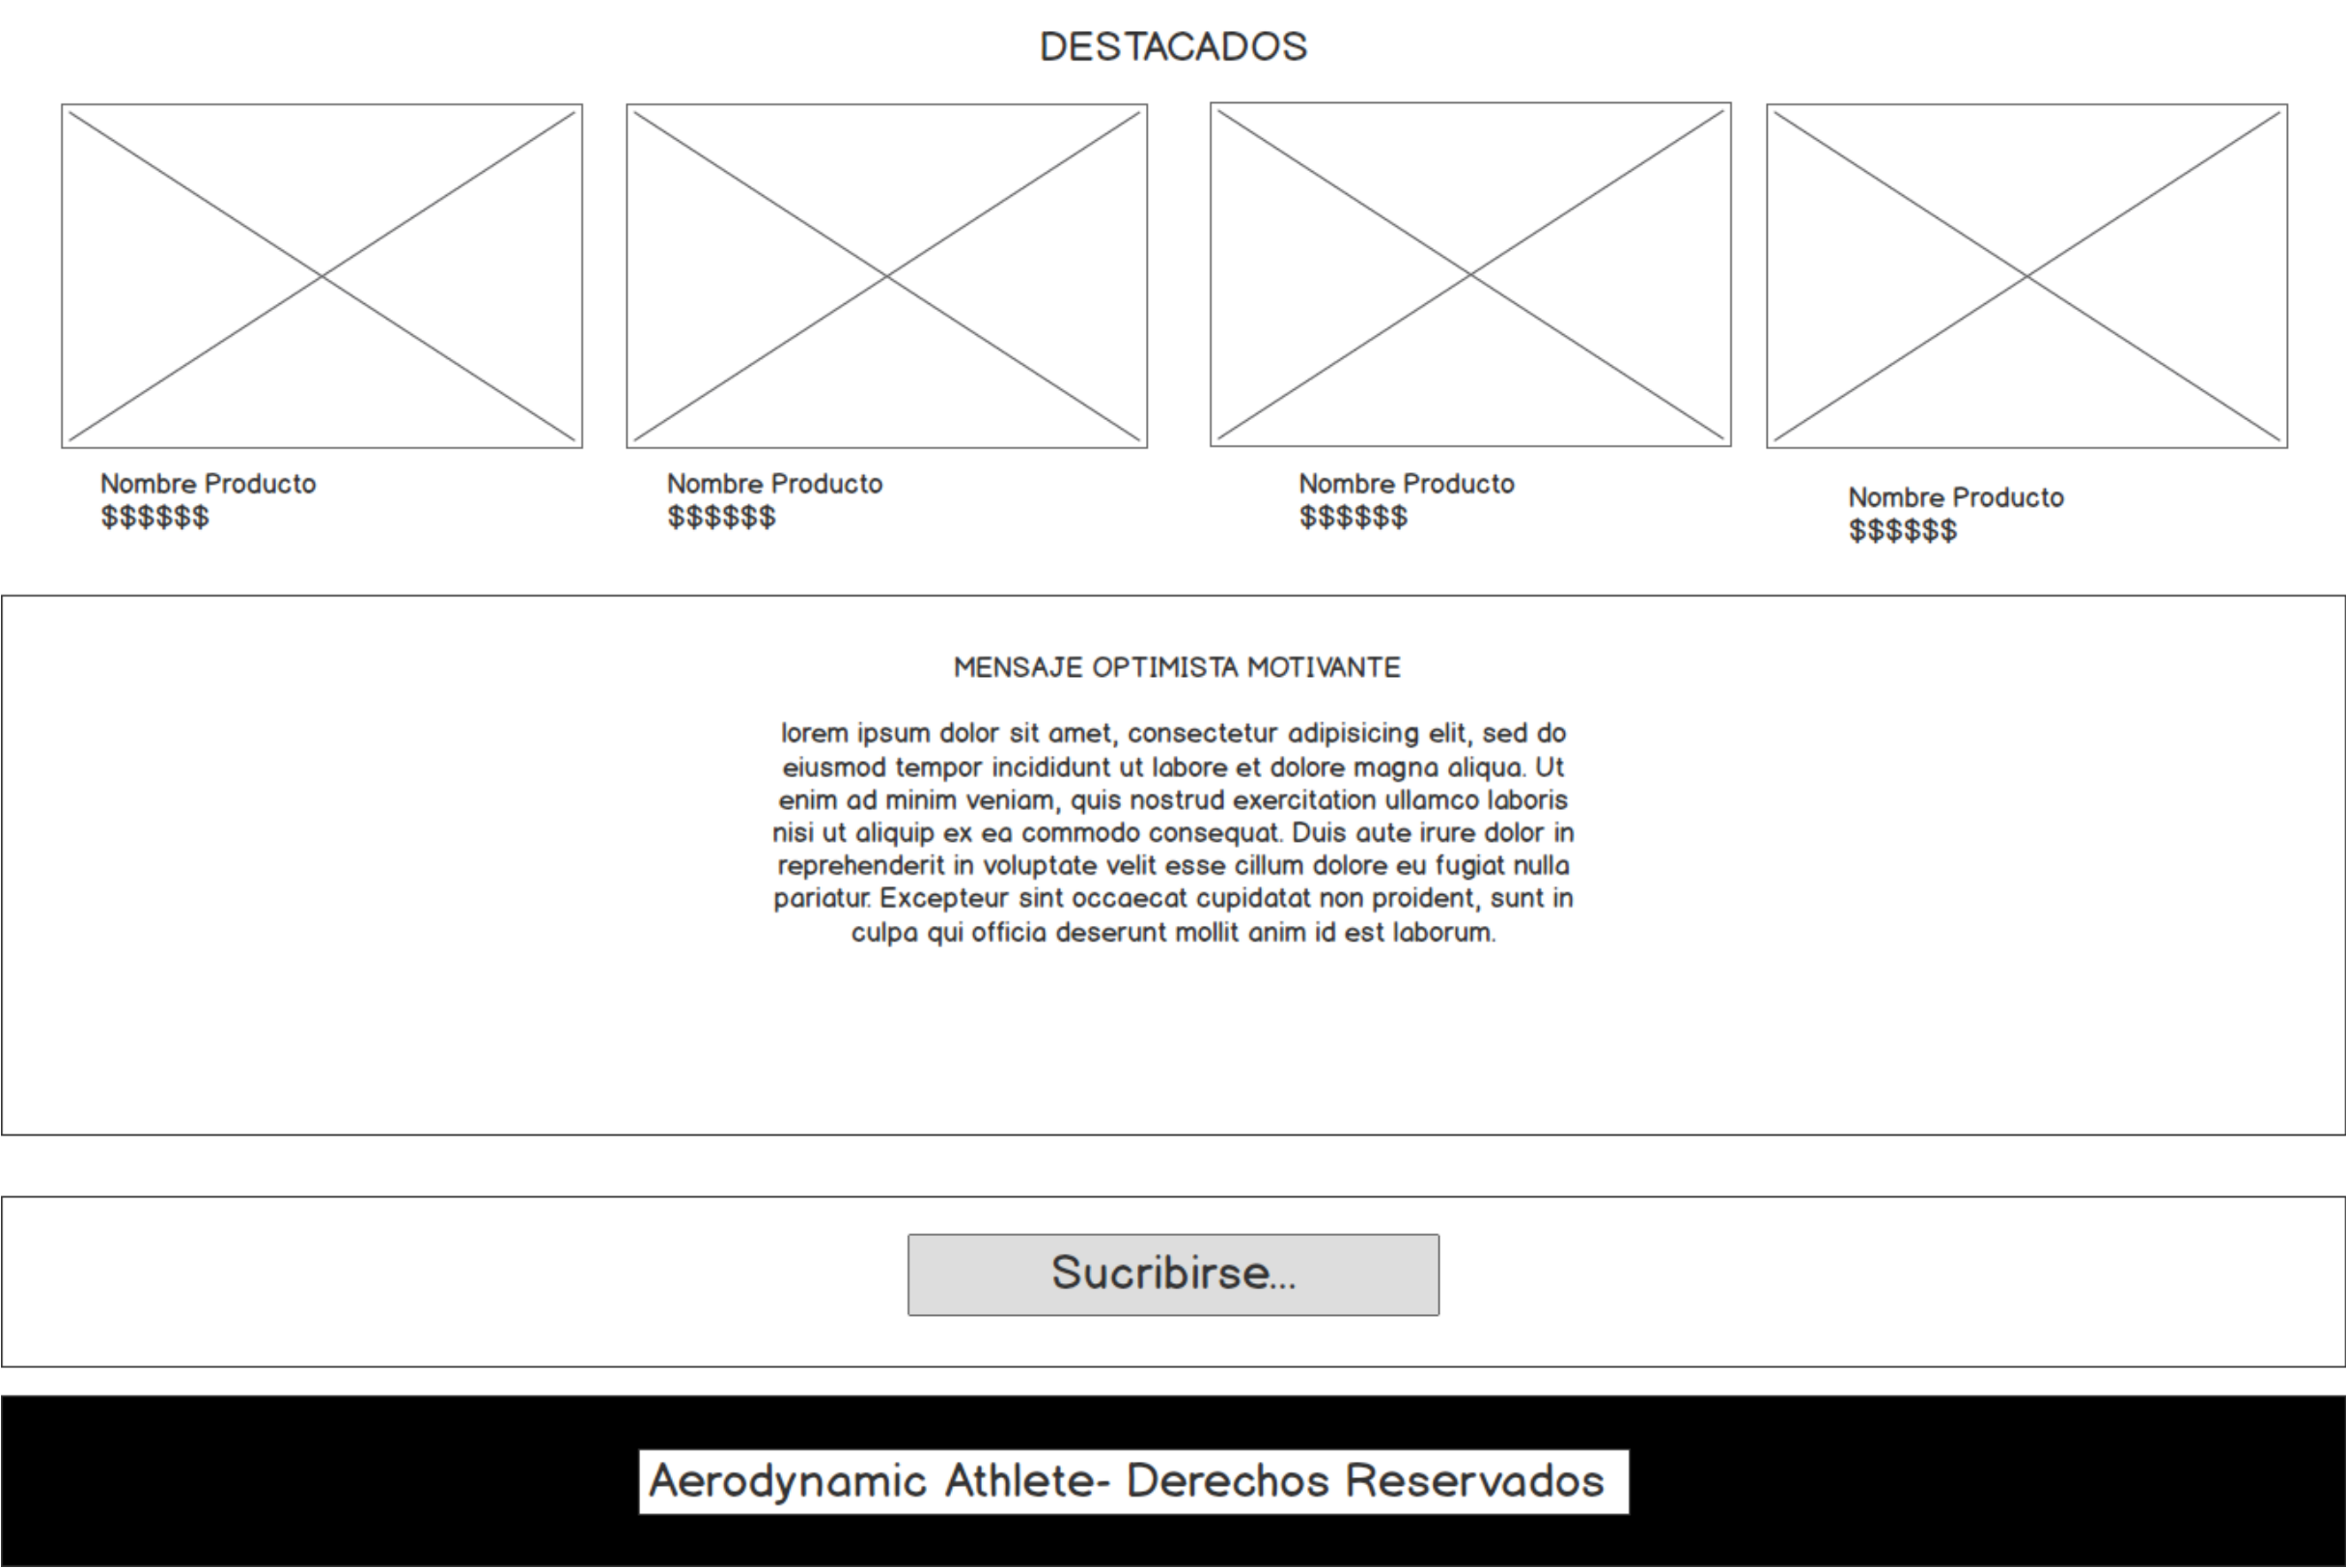 DESTACADOS
Nombre Producto
$$$$$$
Nombre Producto
$$$$$$
Nombre Producto
$$$$$$
Nombre Producto
$$$$$$
MENSAJE OPTIMISTA MOTIVANTE
lorem ipsum dolor sit amet, consectetur adipisicing elit, sed do
eiusmod tempor incididunt ut labore et dolore magna aliqua. Ut
enim ad minim veniam, quis nostrud exercitation ullamco laboris
nisi ut aliquip ex ea commodo consequat. Duis aute irure dolor in
reprehenderit in voluptate velit esse cillum dolore eu fugiat nulla
pariatur. Excepteur sint occaecat cupidatat non proident, sunt in
culpa qui officia deserunt mollit anim id est laborum.
Sucribirse...
Aerodynamic Athlete- Derechos Reservados